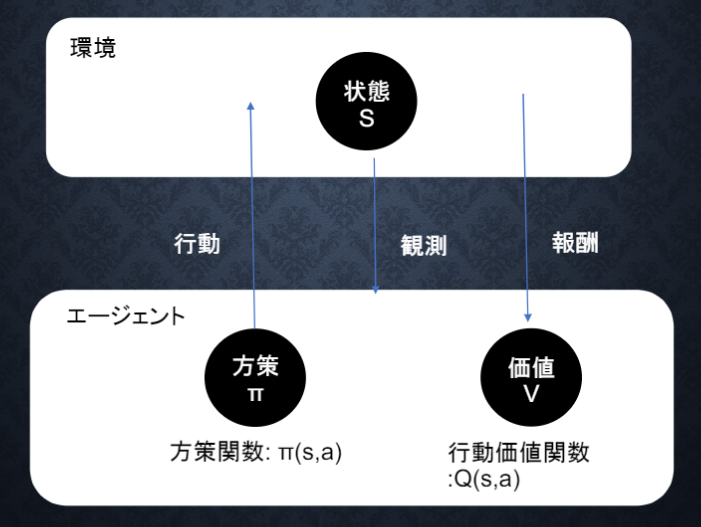 環境
状態
S
行動
観測
報酬
エージェント
方策
π
価値
V
方策関数: π(s,a)
行動価値関数
:Q(s,a)